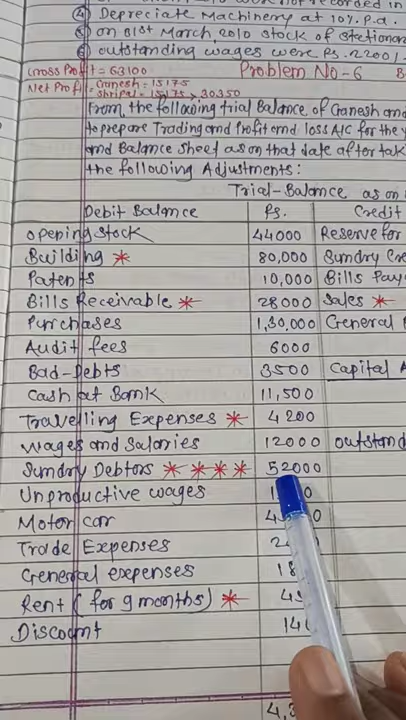 ④ Depreciate Machinery at 10% p.a.
⑤ on 01st March, 2010 stock of stationar
⑥ outstanding wages were Rs. 2200/
Gross Profit = 63100
Problem No-6
Net Profit = Ganesh = 15175
Shripal = 15175 > 30350
From the following trial Balance of Ganesh and
to prepare Trading and Profit and loss A/C for the y
and Balance sheet as on that date after tak
the following Adjustments:
Trial-Balance as on
Debit Balance Rs. Credit
opening stock 44000 Reserve for
Building * 80,000 Sundry Cre
Patents 10,000 Bills Pay
Bills Receivable * 28000 Sales *
Purchases 1,30,000 General
Audit fees 6000
Bad-Debts 3500 Capital A
Cash at Bank 11,500
Travelling Expenses * 4200
Wages and Salaries 12000 outstand
Sundry Debtors **** 52000
Unproductive wages
Motor car
Trade Expenses
General expenses
Rent (for 9 months) *
Discount